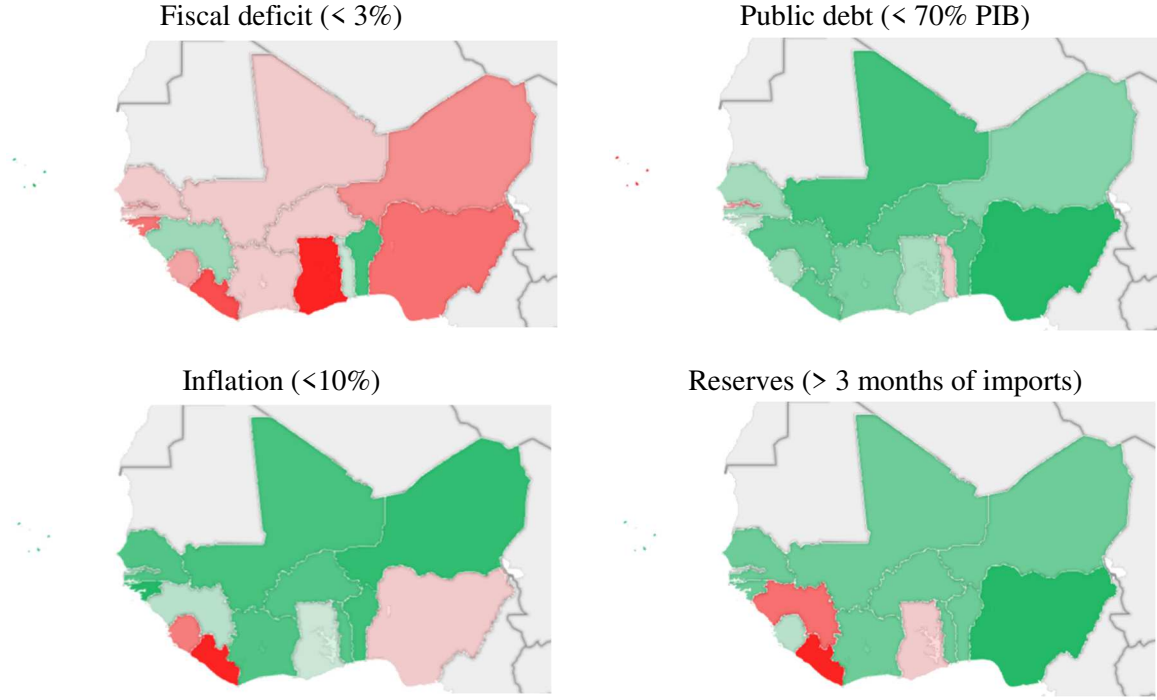 Fiscal deficit (< 3%)
Public debt (< 70% PIB)
Inflation (<10%)
Reserves (> 3 months of imports)